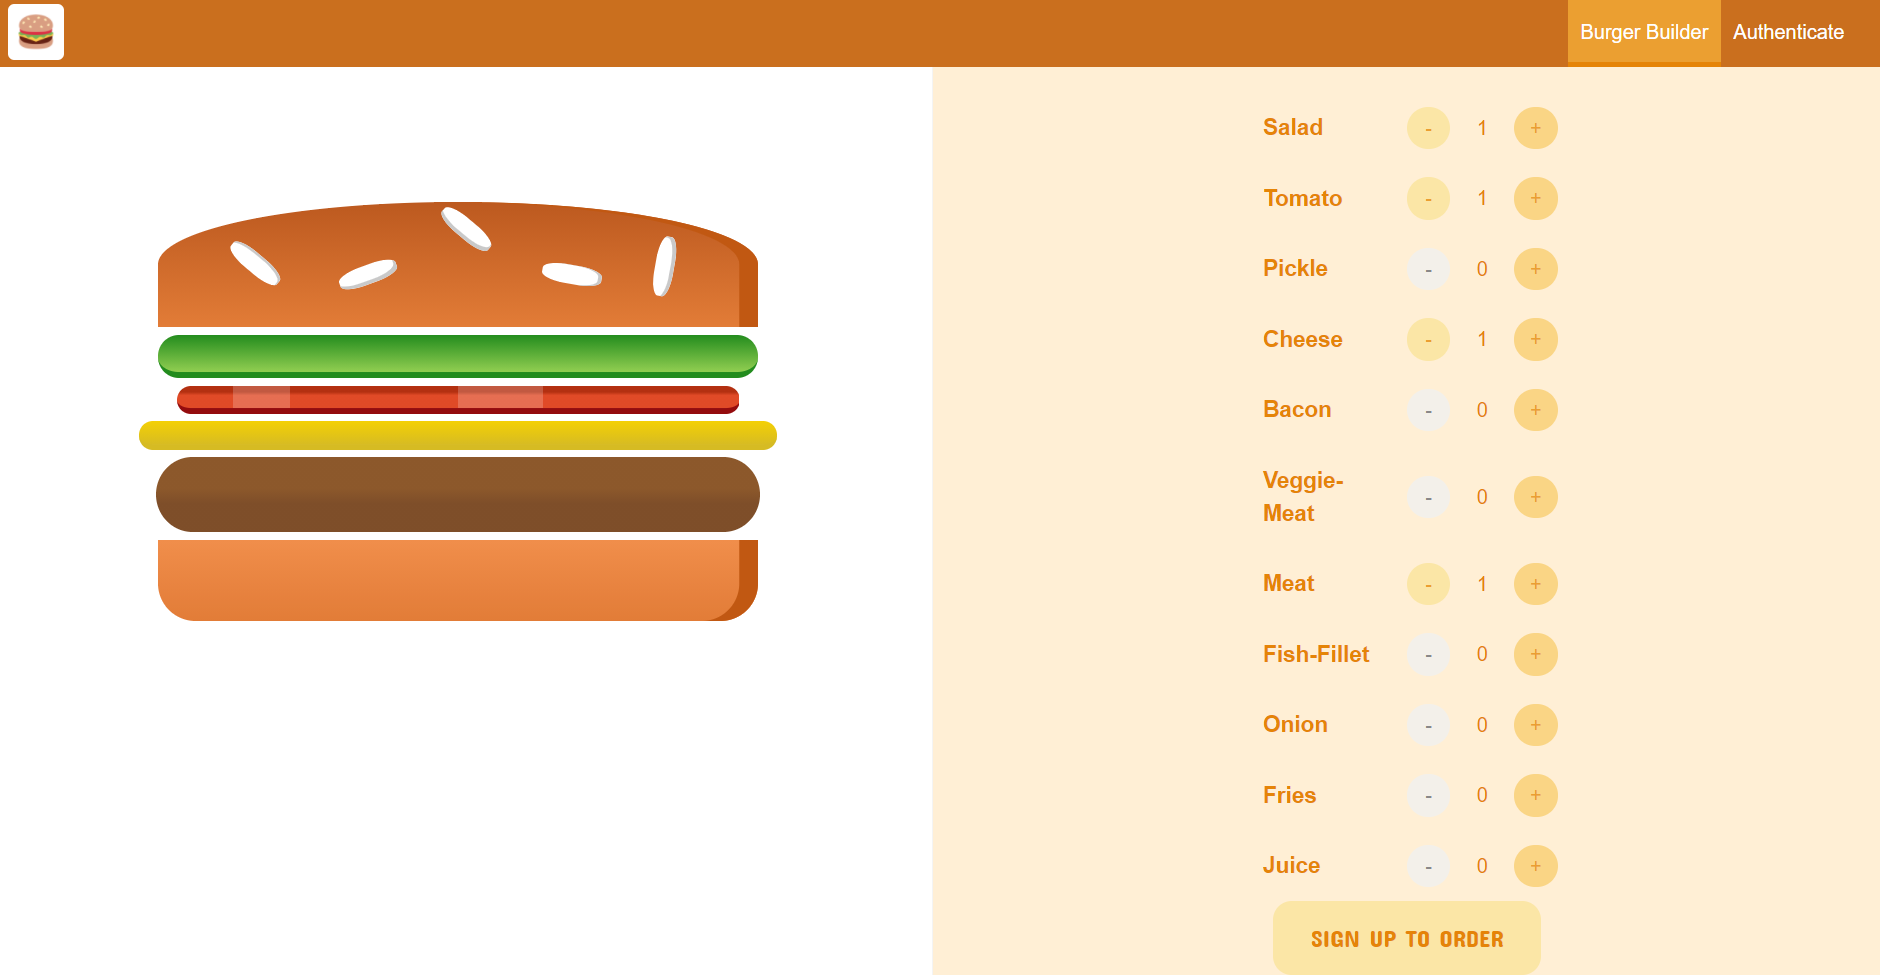 Burger Builder Authenticate
Salad - 1 +
Tomato - 1 +
Pickle - 0 +
Cheese - 1 +
Bacon - 0 +
Veggie-
Meat - 0 +
Meat - 1 +
Fish-Fillet - 0 +
Onion - 0 +
Fries - 0 +
Juice - 0 +
SIGN UP TO ORDER